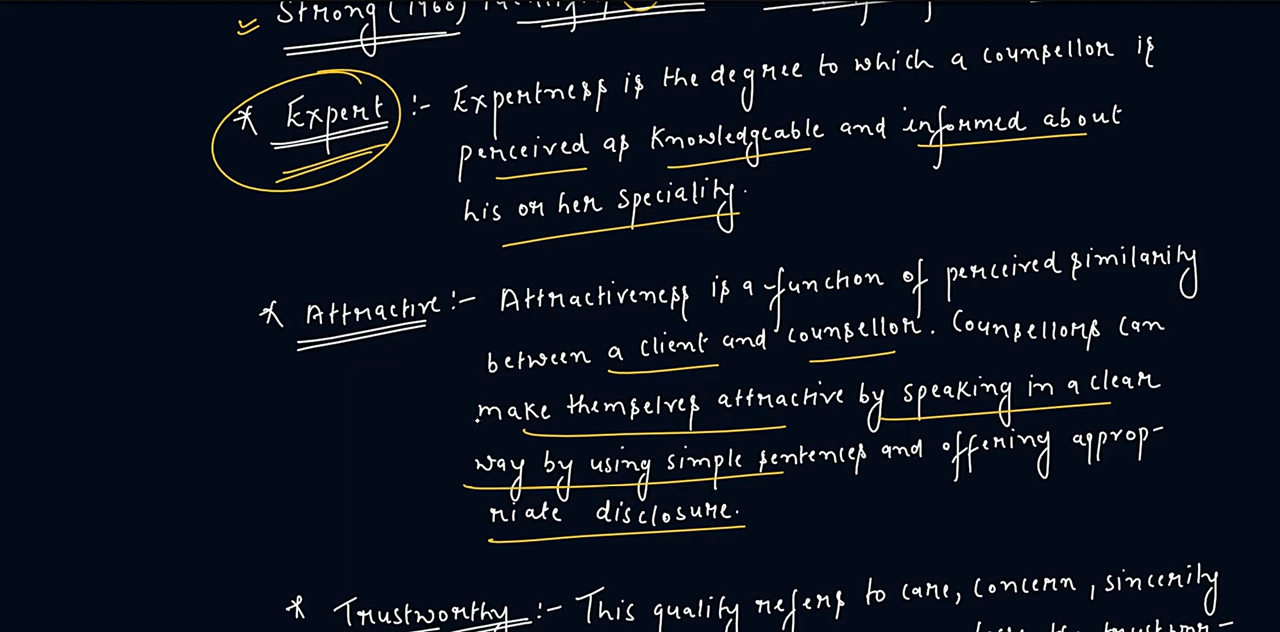 Strong (1968)
* Expert :- Expertness is the degree to which a counsellor is
perceived as knowledgeable and informed about
his or her speciality.
* Attractive :- Attractiveness is a function of perceived similarity
between a client and counsellor. Counsellors can
make themselves attractive by speaking in a clear
way by using simple sentences and offering approp-
riate disclosure.
* Trustworthy :- This quality refers to care, concern, sincerity